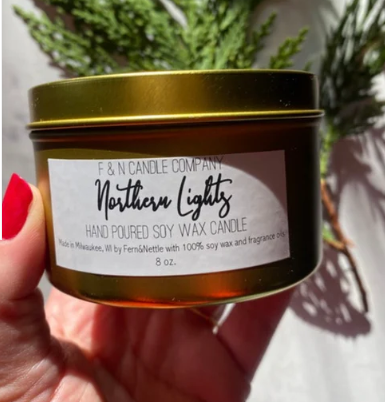 F & N CANDLE COMPANY
Northern Lights
HAND POURED SOY WAX CANDLE
Made in Milwaukee, WI by Fern&Nettle with 100% soy wax and fragrance oils
8 oz.